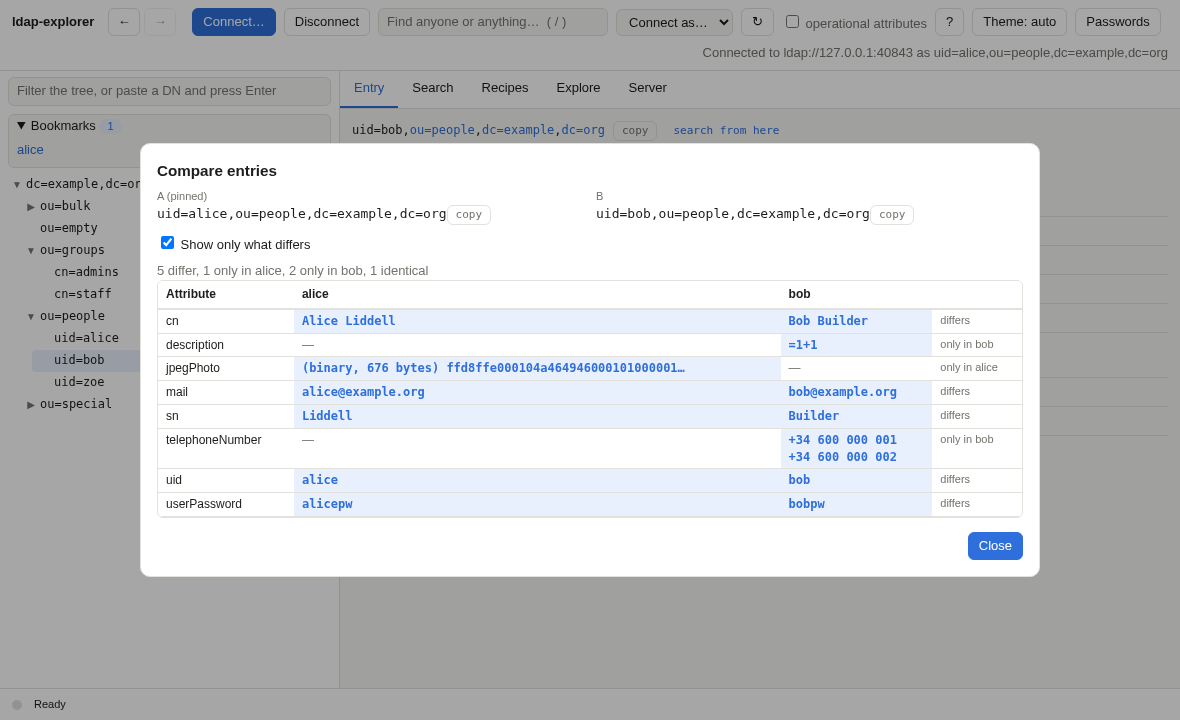 ldap-explorer ← → Connect… Disconnect Find anyone or anything… ( / ) Connect as… ↻ operational attributes ? Theme: auto Passwords
Connected to ldap://127.0.0.1:40843 as uid=alice,ou=people,dc=example,dc=org
Filter the tree, or paste a DN and press Enter
Bookmarks 1
alice
dc=example,dc=or
ou=bulk
ou=empty
ou=groups
cn=admins
cn=staff
ou=people
uid=alice
uid=bob
uid=zoe
ou=special
Entry Search Recipes Explore Server
uid=bob,ou=people,dc=example,dc=org copy search from here
Compare entries
A (pinned)
uid=alice,ou=people,dc=example,dc=org copy
B
uid=bob,ou=people,dc=example,dc=org copy
Show only what differs
5 differ, 1 only in alice, 2 only in bob, 1 identical
Attribute alice bob
cn Alice Liddell Bob Builder differs
description — =1+1 only in bob
jpegPhoto (binary, 676 bytes) ffd8ffe000104a464946000101000001… — only in alice
mail alice@example.org bob@example.org differs
sn Liddell Builder differs
telephoneNumber — +34 600 000 001 only in bob
+34 600 000 002
uid alice bob differs
userPassword alicepw bobpw differs
Close
Ready